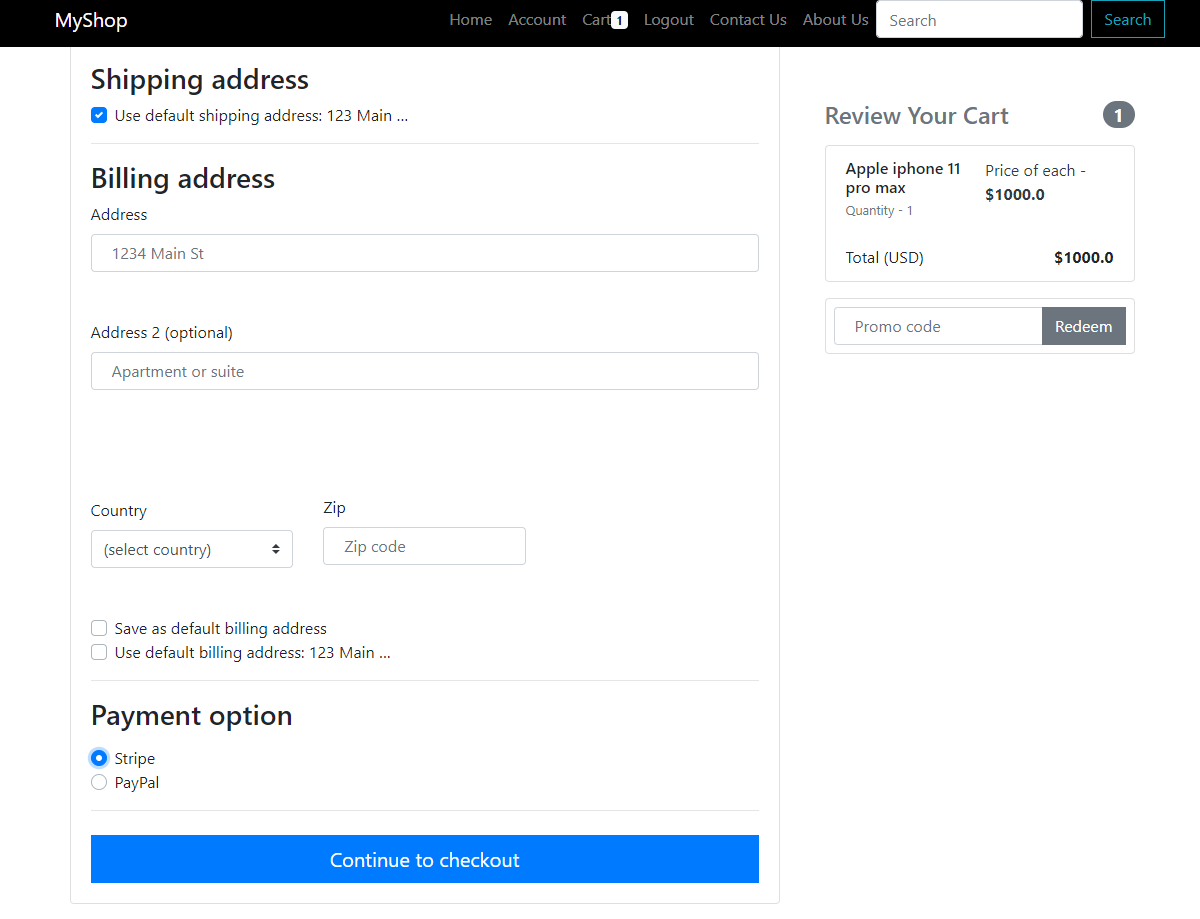 MyShop
Home Account Cart 1 Logout Contact Us About Us Search Search
Shipping address
Use default shipping address: 123 Main ...
Billing address
Address
1234 Main St
Address 2 (optional)
Apartment or suite
Country
(select country)
Zip
Zip code
Save as default billing address
Use default billing address: 123 Main ...
Payment option
Stripe
PayPal
Continue to checkout
Review Your Cart 1
Apple iphone 11
pro max
Quantity - 1
Price of each -
$1000.0
Total (USD) $1000.0
Promo code Redeem